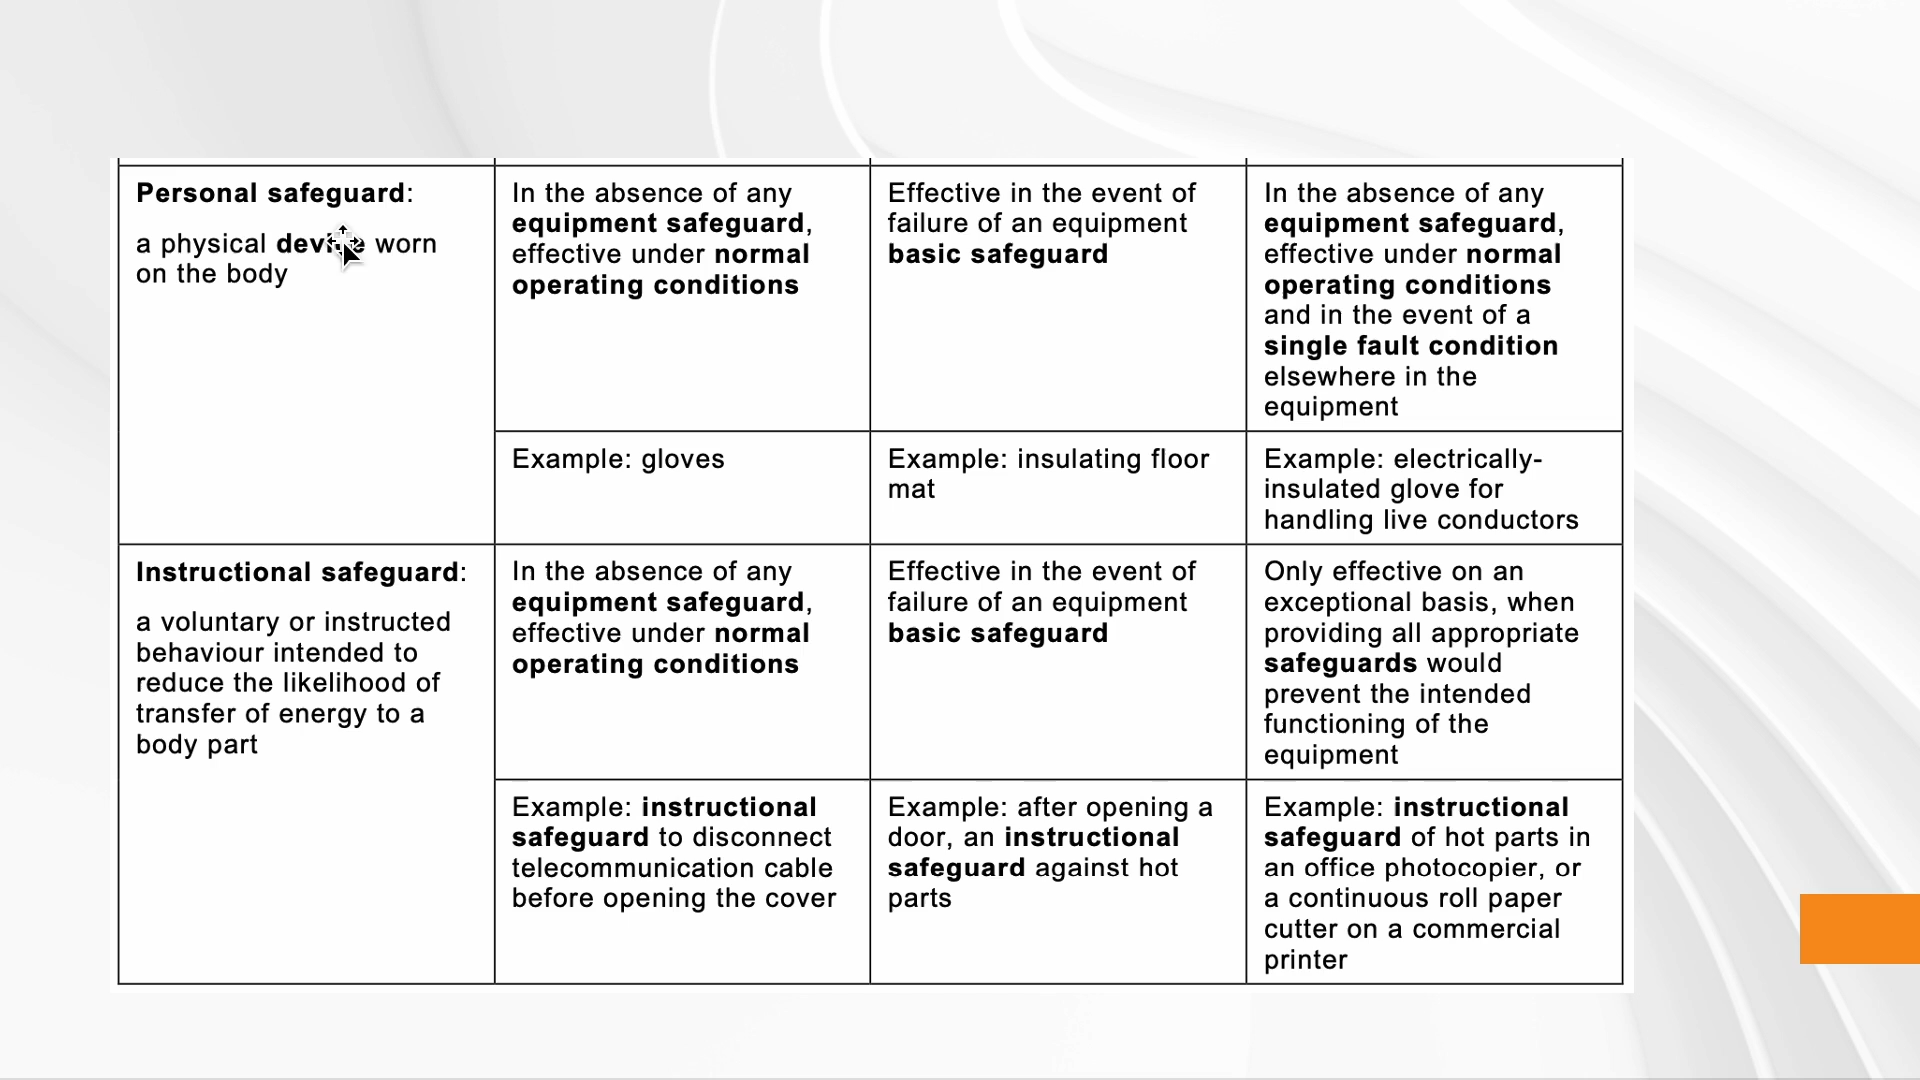 Personal safeguard:
a physical device worn
on the body
In the absence of any
equipment safeguard,
effective under normal
operating conditions
Effective in the event of
failure of an equipment
basic safeguard
In the absence of any
equipment safeguard,
effective under normal
operating conditions
and in the event of a
single fault condition
elsewhere in the
equipment
Example: gloves
Example: insulating floor
mat
Example: electrically-
insulated glove for
handling live conductors
Instructional safeguard:
a voluntary or instructed
behaviour intended to
reduce the likelihood of
transfer of energy to a
body part
In the absence of any
equipment safeguard,
effective under normal
operating conditions
Effective in the event of
failure of an equipment
basic safeguard
Only effective on an
exceptional basis, when
providing all appropriate
safeguards would
prevent the intended
functioning of the
equipment
Example: instructional
safeguard to disconnect
telecommunication cable
before opening the cover
Example: after opening a
door, an instructional
safeguard against hot
parts
Example: instructional
safeguard of hot parts in
an office photocopier, or
a continuous roll paper
cutter on a commercial
printer